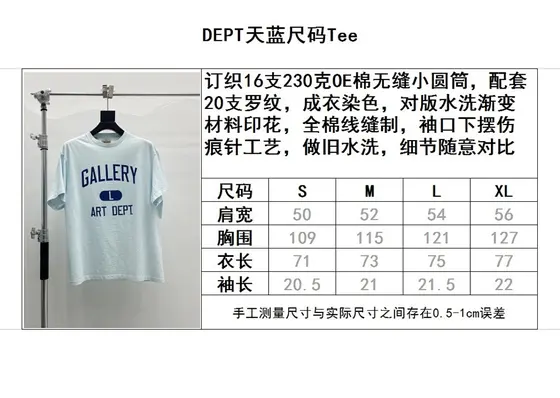 DEPT天蓝尺码Tee
订织16支230克OE棉无缝小圆筒，配套
20支罗纹，成衣染色，对版水洗渐变
材料印花，全棉线缝制，袖口下摆伤
痕针工艺，做旧水洗，细节随意对比
GALLERY
L
ART DEPT.
尺码 S M L XL
肩宽 50 52 54 56
胸围 109 115 121 127
衣长 71 73 75 77
袖长 20.5 21 21.5 22
手工测量尺寸与实际尺寸之间存在0.5-1cm误差